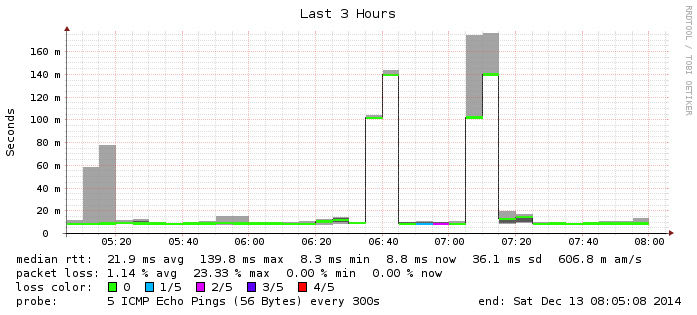 Last 3 Hours
RRDTOOL / TOBI OETIKER
Seconds
160 m
140 m
120 m
100 m
80 m
60 m
40 m
20 m
0
05:20 05:40 06:00 06:20 06:40 07:00 07:20 07:40 08:00
median rtt: 21.9 ms avg 139.8 ms max 8.3 ms min 8.8 ms now 36.1 ms sd 606.8 m am/s
packet loss: 1.14 % avg 23.33 % max 0.00 % min 0.00 % now
loss color: 0 1/5 2/5 3/5 4/5
probe: 5 ICMP Echo Pings (56 Bytes) every 300s end: Sat Dec 13 08:05:08 2014